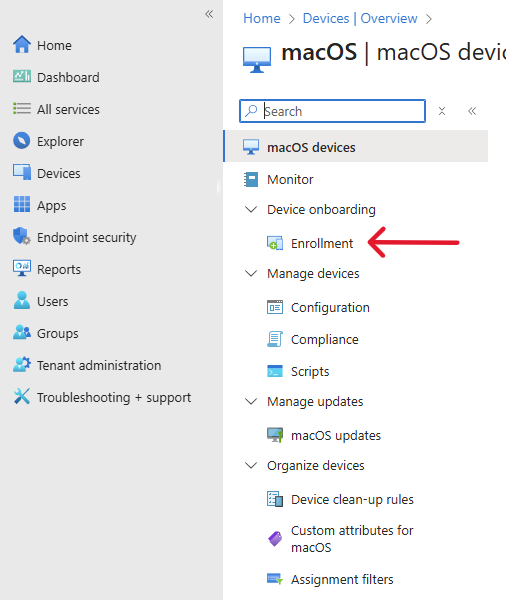 Home
Dashboard
All services
Explorer
Devices
Apps
Endpoint security
Reports
Users
Groups
Tenant administration
Troubleshooting + support
Home > Devices | Overview >
macOS | macOS devic
Search
macOS devices
Monitor
Device onboarding
Enrollment
Manage devices
Configuration
Compliance
Scripts
Manage updates
macOS updates
Organize devices
Device clean-up rules
Custom attributes for
macOS
Assignment filters